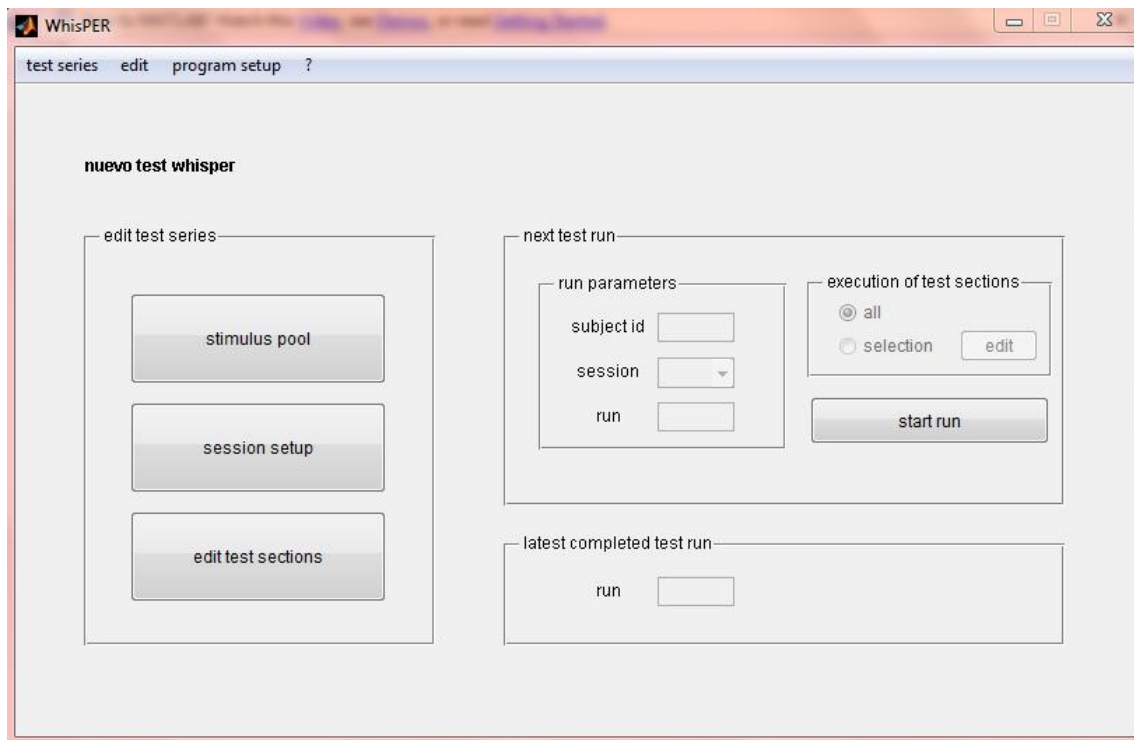 WhisPER
test series edit program setup ?
nuevo test whisper
edit test series
stimulus pool
session setup
edit test sections
next test run
run parameters
subject id
session
run
execution of test sections
all
selection edit
start run
latest completed test run
run